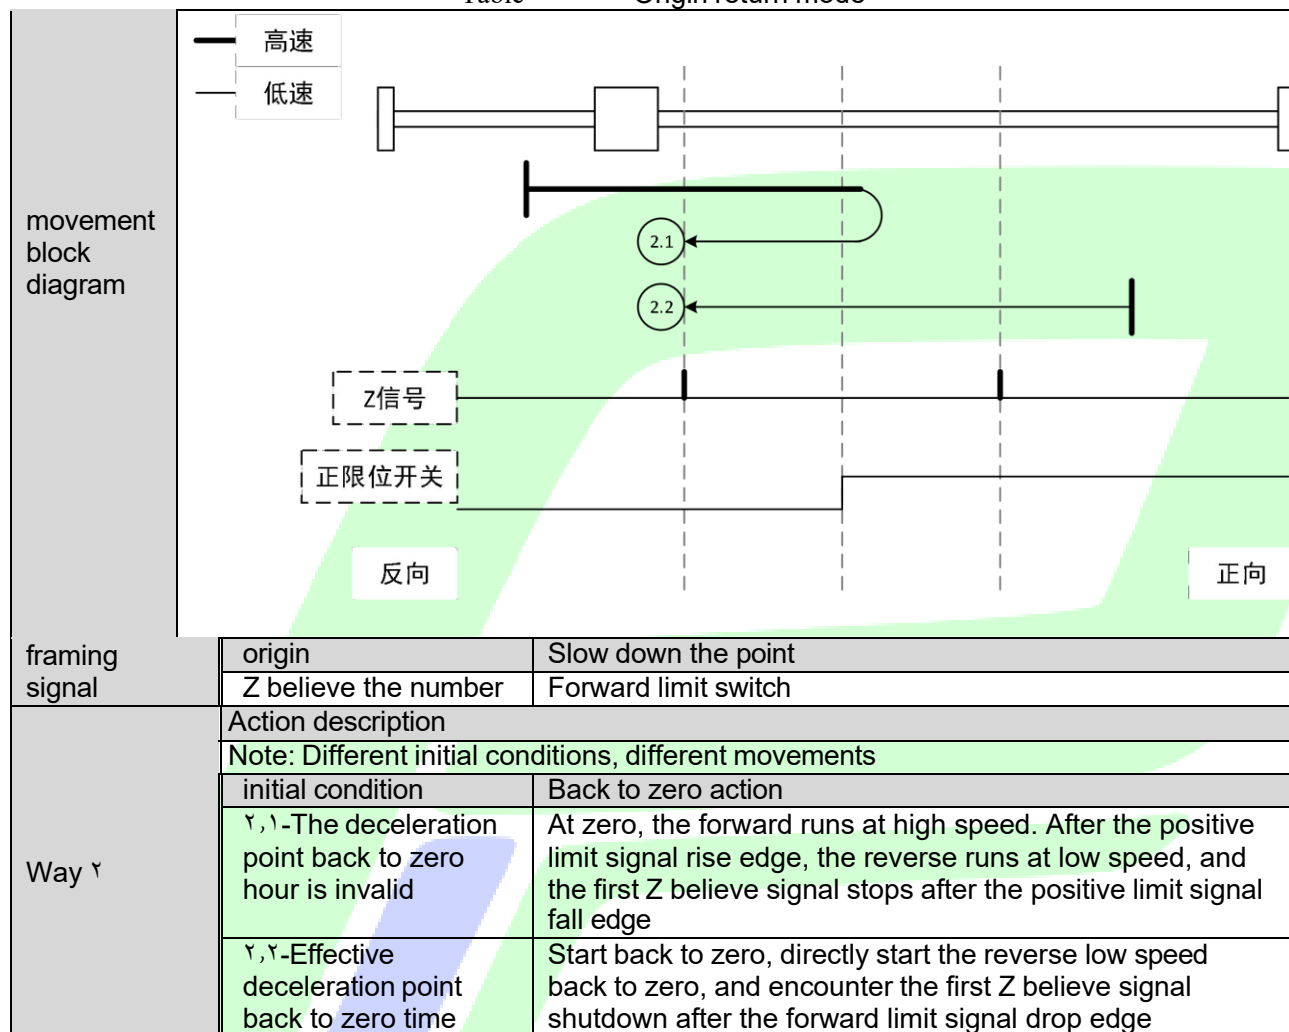 Table Origin return mode
高速
低速
movement
block
diagram
2.1
2.2
Z信号
正限位开关
反向
正向
framing
signal
origin
Slow down the point
Z believe the number
Forward limit switch
Action description
Note: Different initial conditions, different movements
initial condition
Back to zero action
Way ٢
٢,١-The deceleration
point back to zero
hour is invalid
At zero, the forward runs at high speed. After the positive
limit signal rise edge, the reverse runs at low speed, and
the first Z believe signal stops after the positive limit signal
fall edge
٢,٢-Effective
deceleration point
back to zero time
Start back to zero, directly start the reverse low speed
back to zero, and encounter the first Z believe signal
shutdown after the forward limit signal drop edge